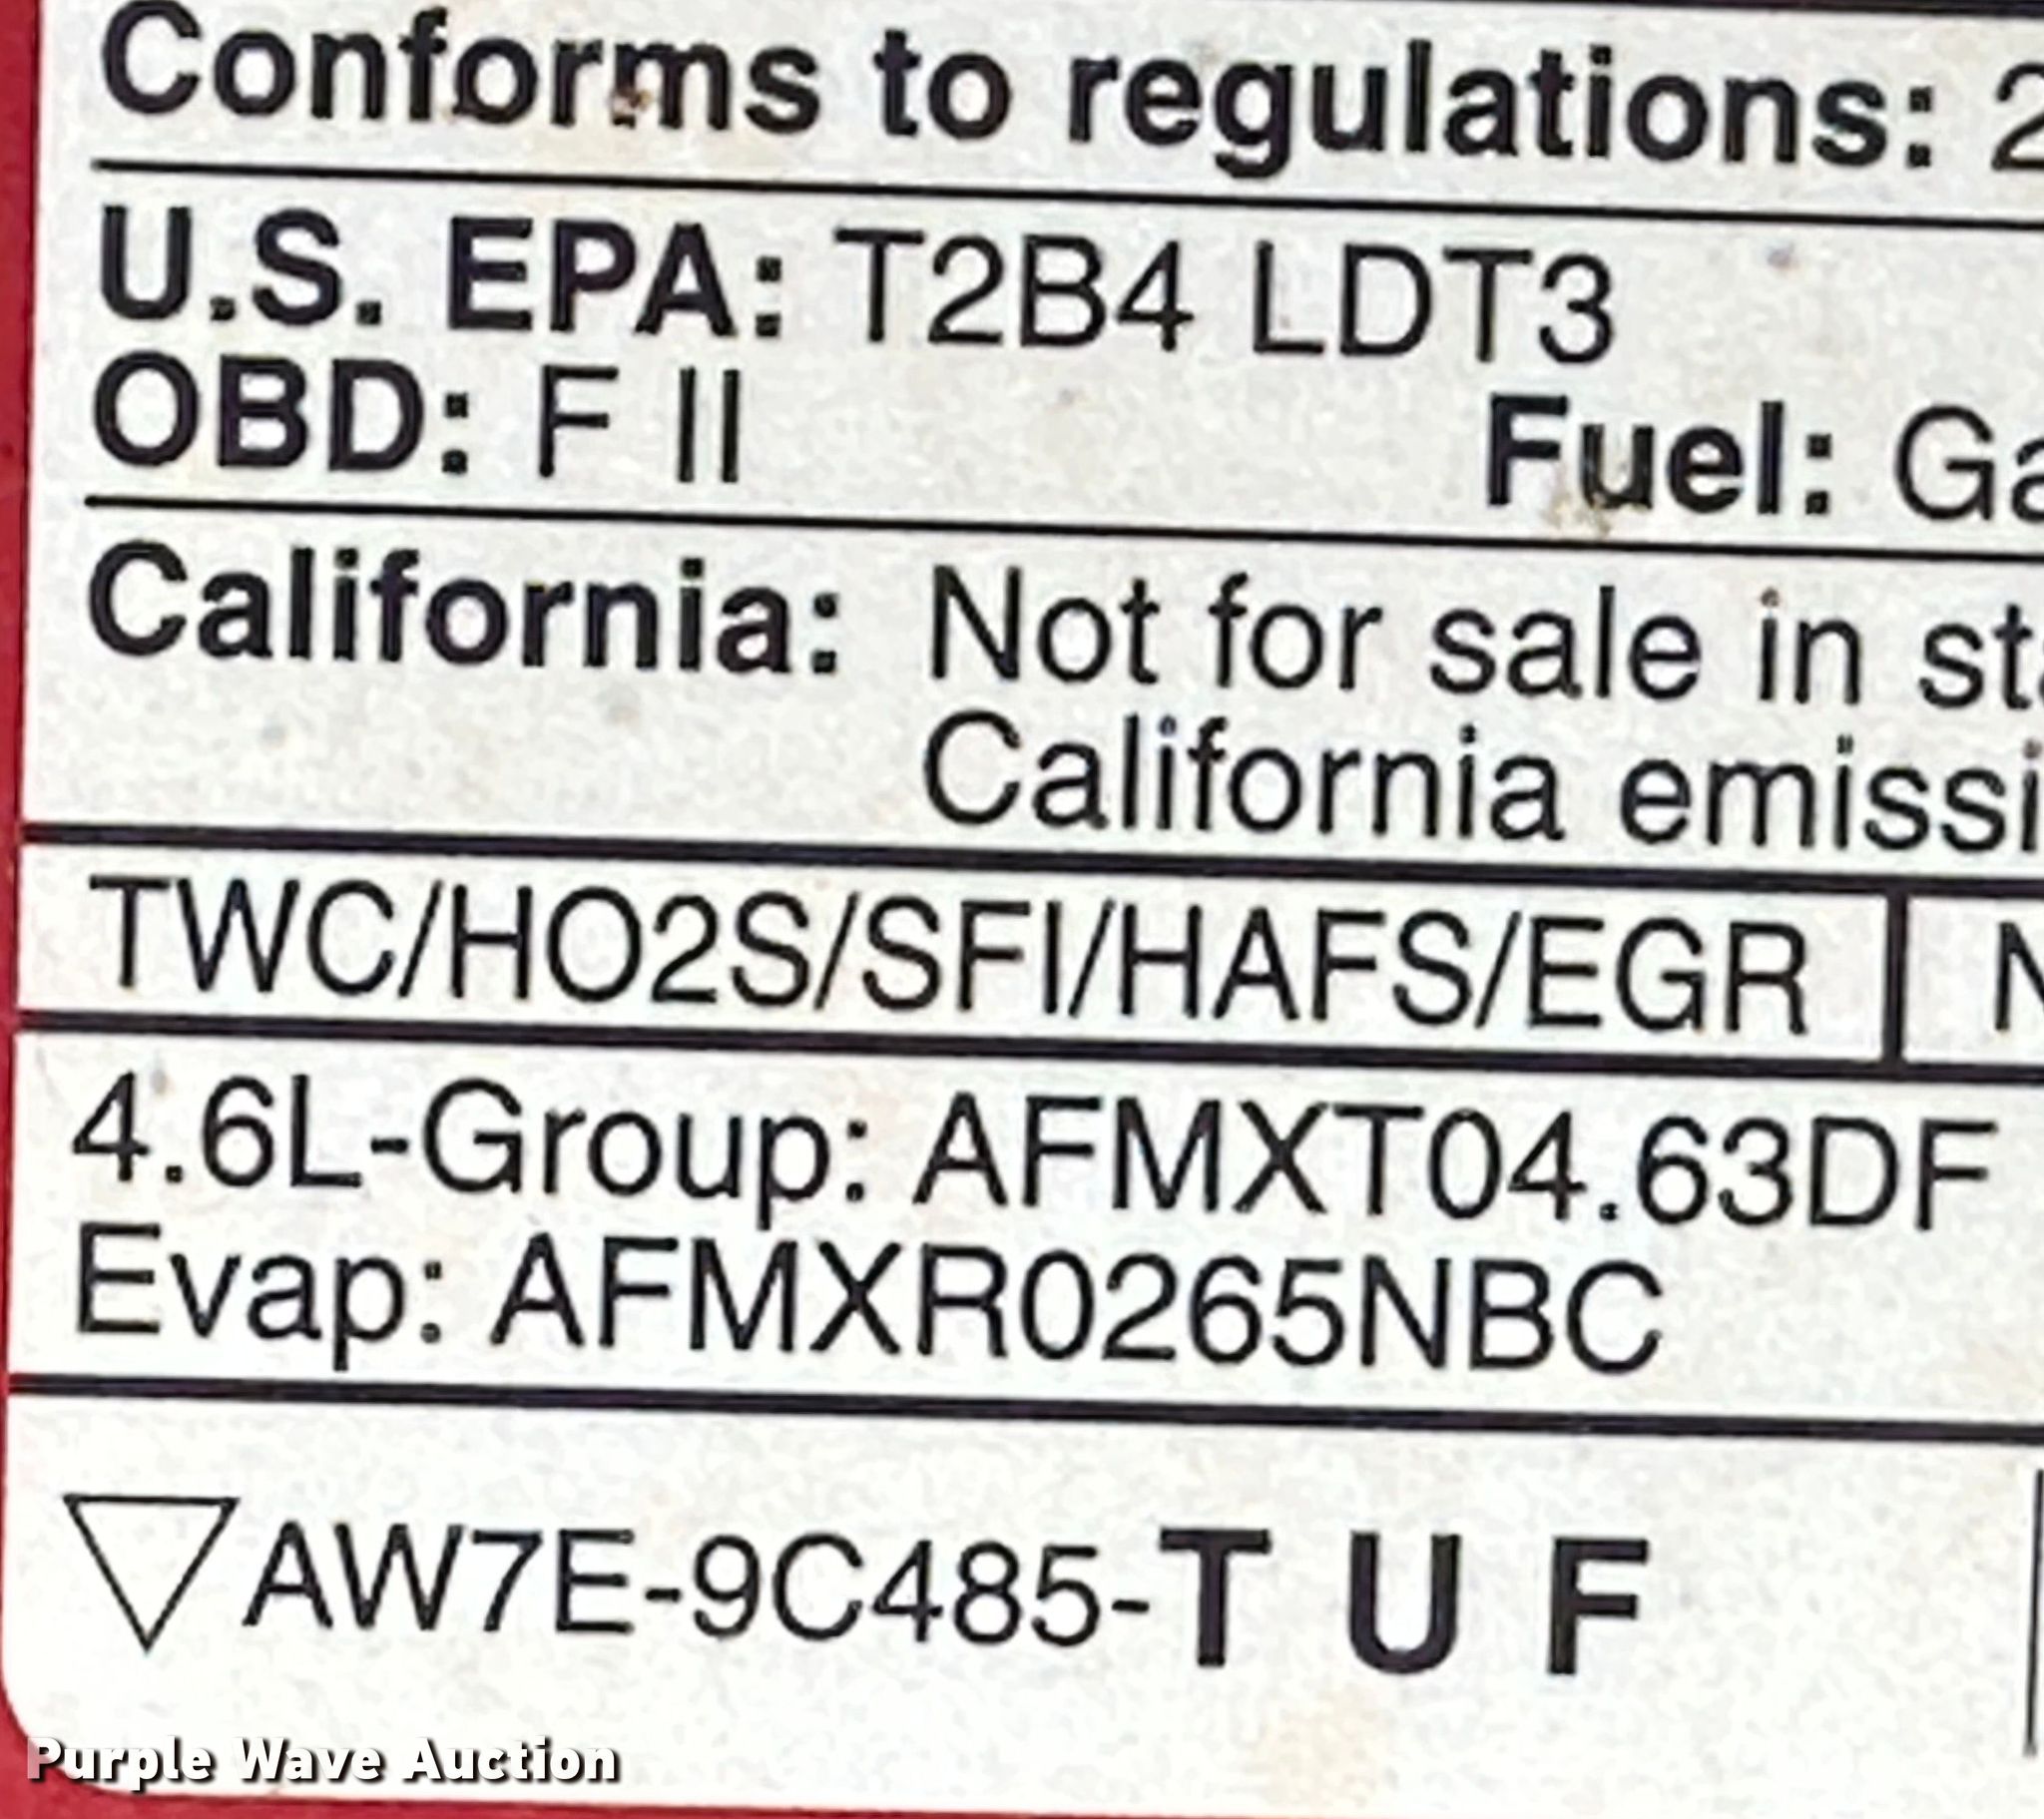 Conforms to regulations: 2
U.S. EPA: T2B4 LDT3
OBD: F II Fuel: Ga
California: Not for sale in st
California emissi
TWC/HO2S/SFI/HAFS/EGR N
4.6L-Group: AFMXT04.63DF
Evap: AFMXR0265NBC
▽AW7E-9C485-T U F
Purple Wave Auction